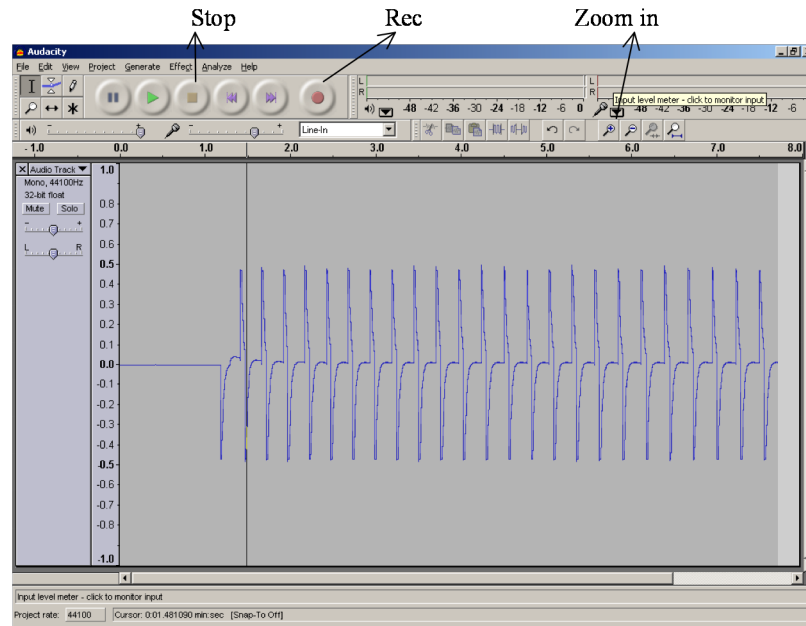 Stop Rec Zoom in
Audacity
File Edit View Project Generate Effect Analyze Help
L
R
-48 -42 -36 -30 -24 -18 -12 -6 0
L
R
Input level meter - click to monitor input
-48 -42 -36 -30 -24 -18 -12 -6
- + - + Line-In
-1.0 0.0 1.0 2.0 3.0 4.0 5.0 6.0 7.0 8.0
X Audio Track
Mono, 44100Hz
32-bit float
Mute Solo
- +
L R
1.0
0.8
0.7
0.6
0.5
0.4
0.3
0.2
0.1
0.0
-0.1
-0.2
-0.3
-0.4
-0.5
-0.6
-0.7
-0.8
-1.0
Input level meter - click to monitor input
Project rate: 44100 Cursor: 0:01.481090 min:sec [Snap-To Off]